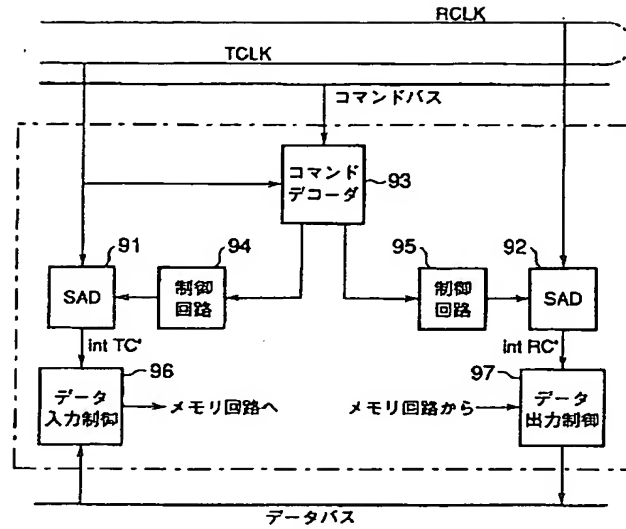 RCLK
TCLK
コマンドバス
コマンド
デコーダ
93
91
94
95
92
SAD
制御
回路
制御
回路
SAD
int TC'
int RC'
96
97
データ
入力制御
メモリ回路へ
メモリ回路から
データ
出力制御
データバス